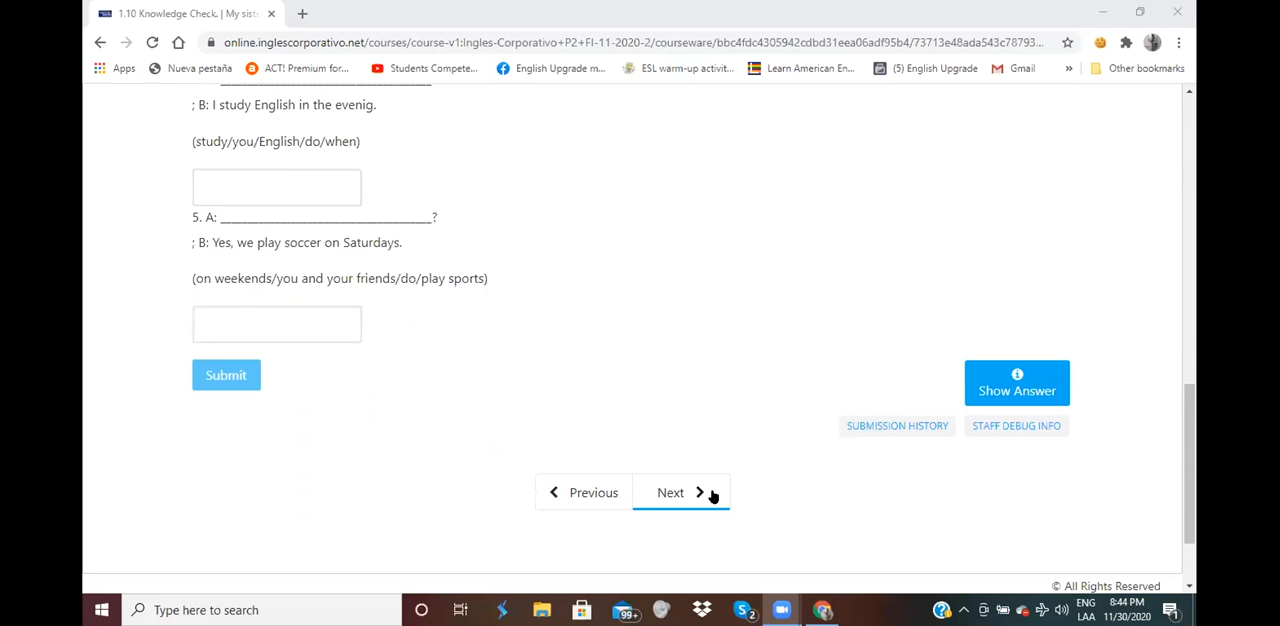 1.10 Knowledge Check. | My siste
online.inglescorporativo.net/courses/course-v1:Ingles-Corporativo+P2+FI-11-2020-2/courseware/bbc4fdc4305942cdbd31eea06adf95b4/73713e48ada543c78793...
Apps Nueva pestaña ACT! Premium for... Students Compete... English Upgrade m... ESL warm-up activit... Learn American En... (5) English Upgrade Gmail » Other bookmarks
; B: I study English in the evenig.
(study/you/English/do/when)
5. A: ___________________________________?
; B: Yes, we play soccer on Saturdays.
(on weekends/you and your friends/do/play sports)
Submit
Show Answer
SUBMISSION HISTORY STAFF DEBUG INFO
Previous Next
© All Rights Reserved
Type here to search
99+
2
ENG 8:44 PM
LAA 11/30/2020
1